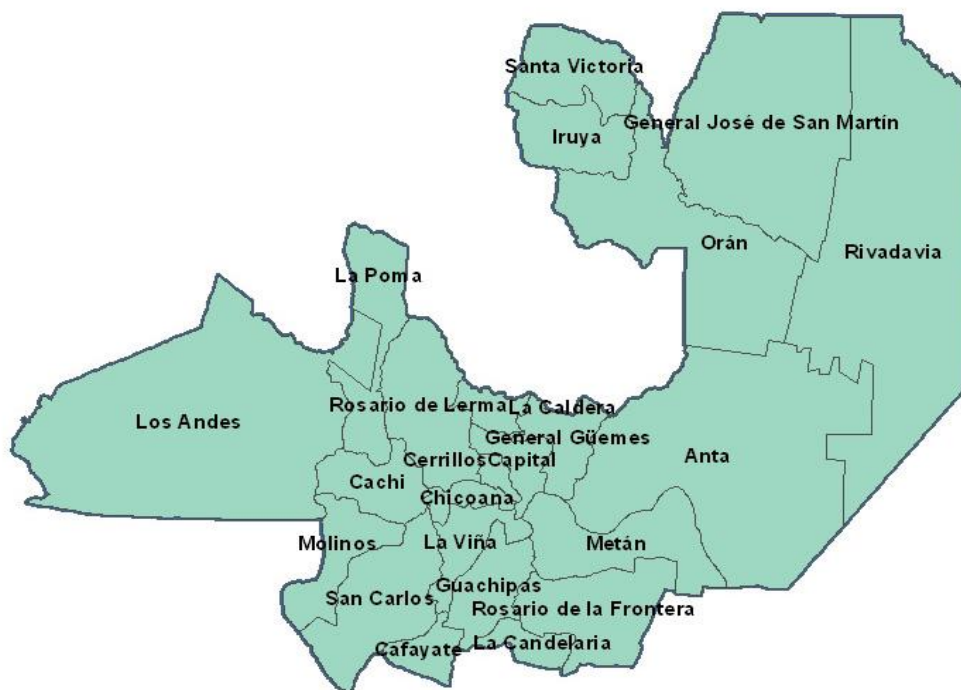 Santa Victoria
General José de San Martín
Iruya
Orán
Rivadavia
La Poma
Rosario de Lerma
La Caldera
Los Andes
General Güemes
Cerrillos
Capital
Anta
Cachi
Chicoana
Molinos
La Viña
Metán
Guachipas
San Carlos
Rosario de la Frontera
Cafayate
La Candelaria